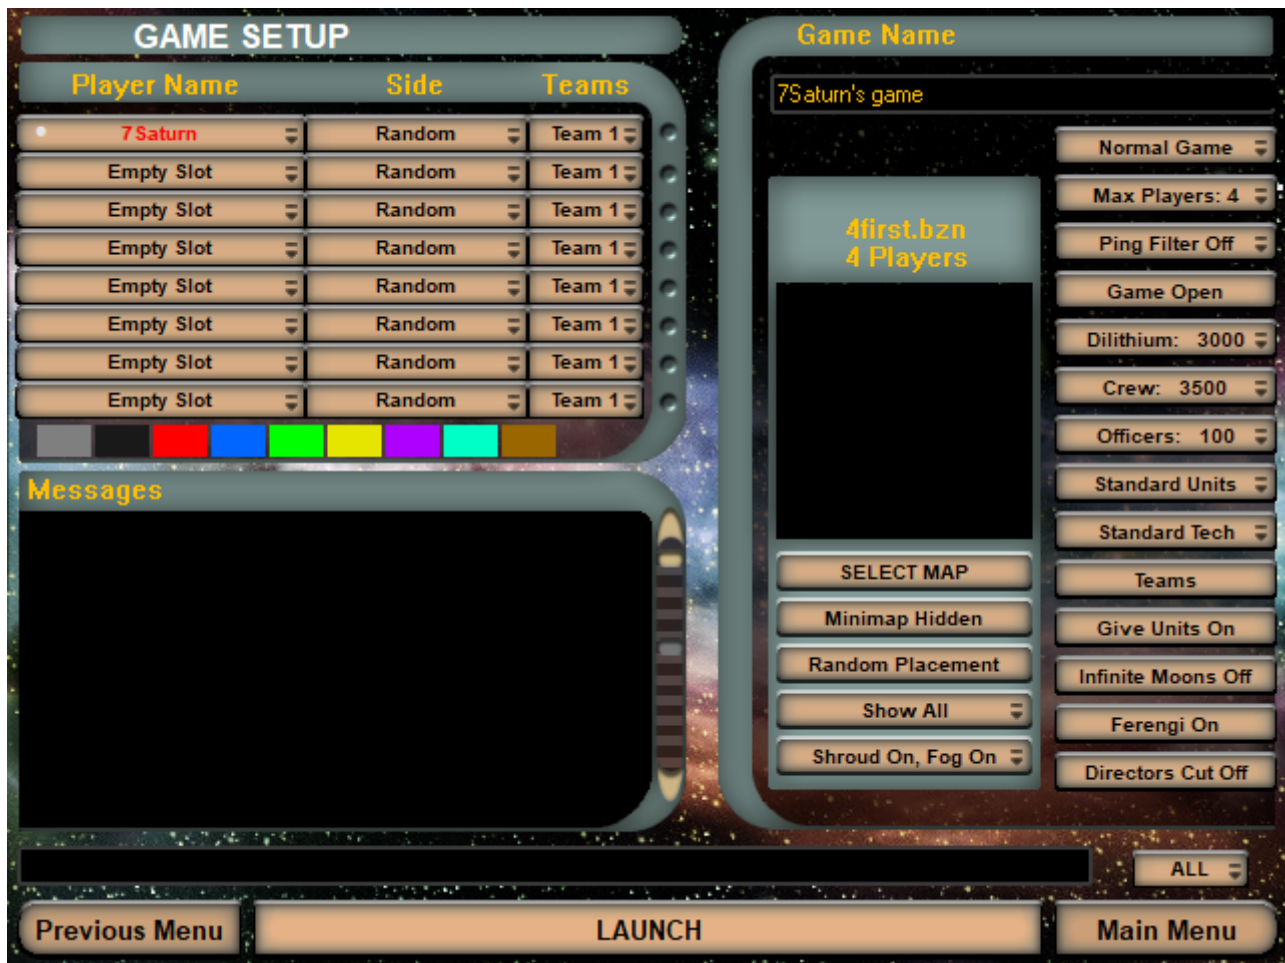 GAME SETUP
Player Name Side Teams
7Saturn Random Team 1
Empty Slot Random Team 1
Empty Slot Random Team 1
Empty Slot Random Team 1
Empty Slot Random Team 1
Empty Slot Random Team 1
Empty Slot Random Team 1
Empty Slot Random Team 1
Messages
Game Name
7Saturn's game
4first.bzn
4 Players
SELECT MAP
Minimap Hidden
Random Placement
Show All
Shroud On, Fog On
Normal Game
Max Players: 4
Ping Filter Off
Game Open
Dilithium: 3000
Crew: 3500
Officers: 100
Standard Units
Standard Tech
Teams
Give Units On
Infinite Moons Off
Ferengi On
Directors Cut Off
ALL
Previous Menu LAUNCH Main Menu